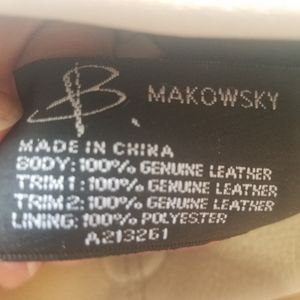 B MAKOWSKY
MADE IN CHINA
BODY: 100% GENUINE LEATHER
TRIM 1: 100% GENUINE LEATHER
TRIM 2: 100% GENUINE LEATHER
LINING: 100% POLYESTER
A213261